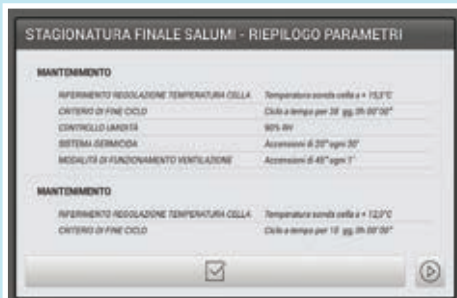 STAGIONATURA FINALE SALUMI - RIEPILOGO PARAMETRI
MANTENIMENTO
RIFERIMENTO REGOLAZIONE TEMPERATURA CELLA Temperatura sonda cella a + 15,0°C
CRITERIO DI FINE CICLO Ciclo a tempo per 28 gg, 0h 00'00"
CONTROLLO UMIDITÀ 90% RH
SISTEMA GERMICIDA Accensioni di 20" ogni 30'
MODALITÀ DI FUNZIONAMENTO VENTILAZIONE Accensioni di 45" ogni 1'
MANTENIMENTO
RIFERIMENTO REGOLAZIONE TEMPERATURA CELLA Temperatura sonda cella a + 12,0°C
CRITERIO DI FINE CICLO Ciclo a tempo per 10 gg, 0h 00'00"